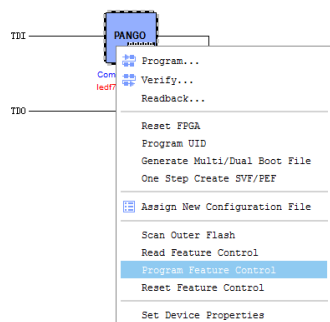 TDI
PANGO
Com
ledf7
TDO
Program...
Verify...
Readback...
Reset FPGA
Program UID
Generate Multi/Dual Boot File
One Step Create SVF/PEF
Assign New Configuration File
Scan Outer Flash
Read Feature Control
Program Feature Control
Reset Feature Control
Set Device Properties